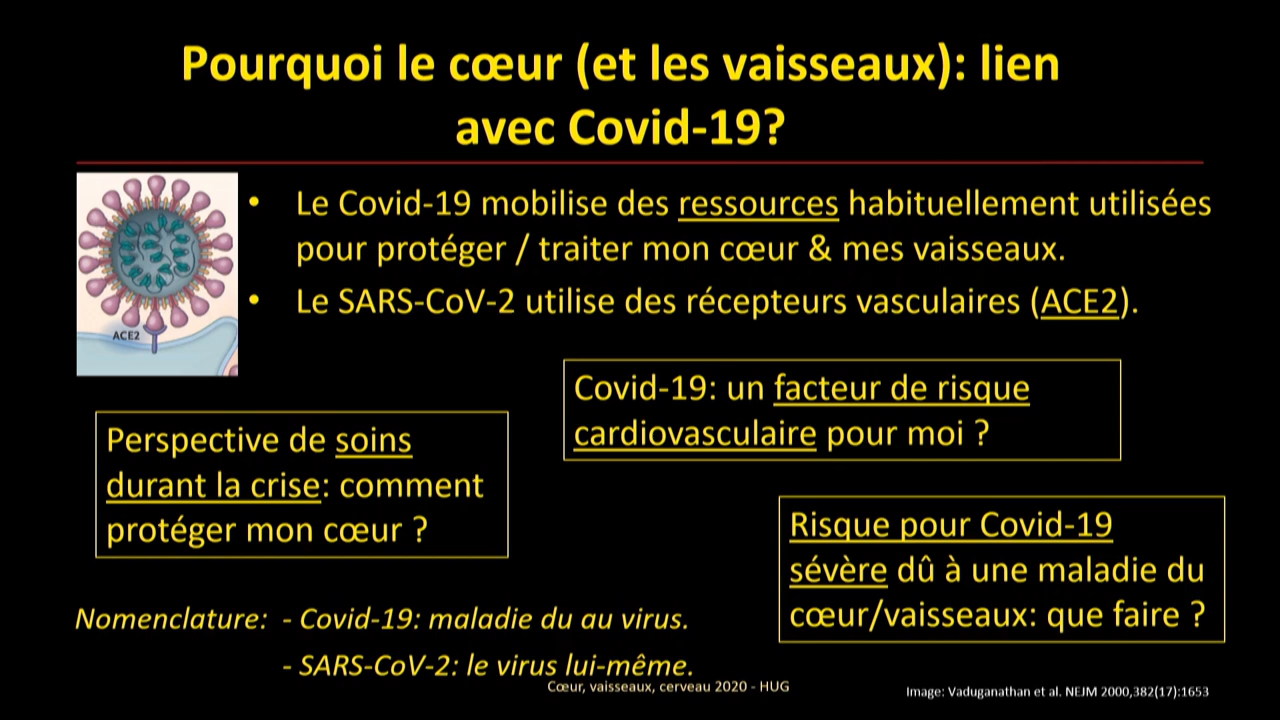 Pourquoi le cœur (et les vaisseaux): lien
avec Covid-19?
• Le Covid-19 mobilise des ressources habituellement utilisées
pour protéger / traiter mon cœur & mes vaisseaux.
• Le SARS-CoV-2 utilise des récepteurs vasculaires (ACE2).
ACE2
Covid-19: un facteur de risque
cardiovasculaire pour moi ?
Perspective de soins
durant la crise: comment
protéger mon cœur ?
Risque pour Covid-19
sévère dû à une maladie du
cœur/vaisseaux: que faire ?
Nomenclature: - Covid-19: maladie du au virus.
- SARS-CoV-2: le virus lui-même.
Cœur, vaisseaux, cerveau 2020 - HUG
Image: Vaduganathan et al. NEJM 2000,382(17):1653